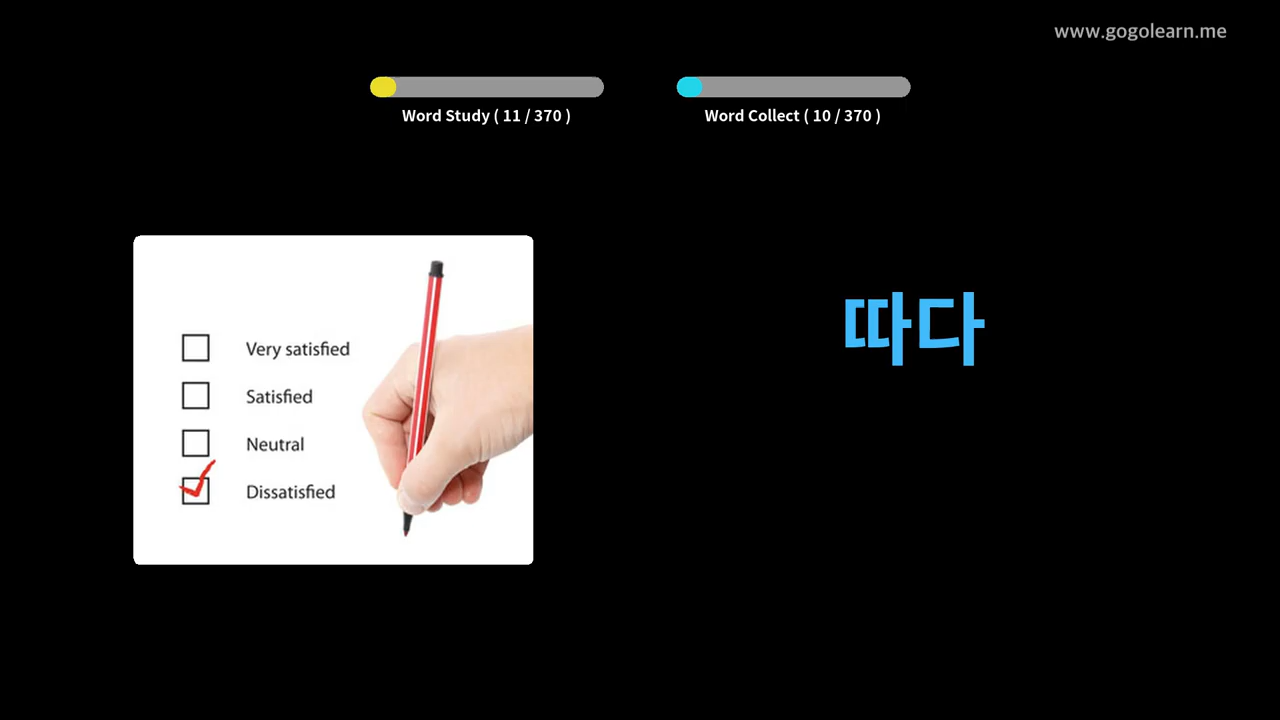 www.gogolearn.me
Word Study ( 11 / 370 )
Word Collect ( 10 / 370 )
Very satisfied
Satisfied
Neutral
Dissatisfied
따다